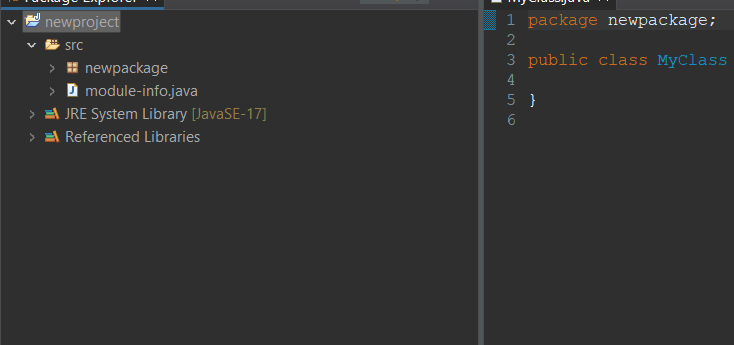 Package Explorer
newproject
src
newpackage
module-info.java
JRE System Library [JavaSE-17]
Referenced Libraries
MyClass.java
1 package newpackage;
2
3 public class MyClass
4
5 }
6